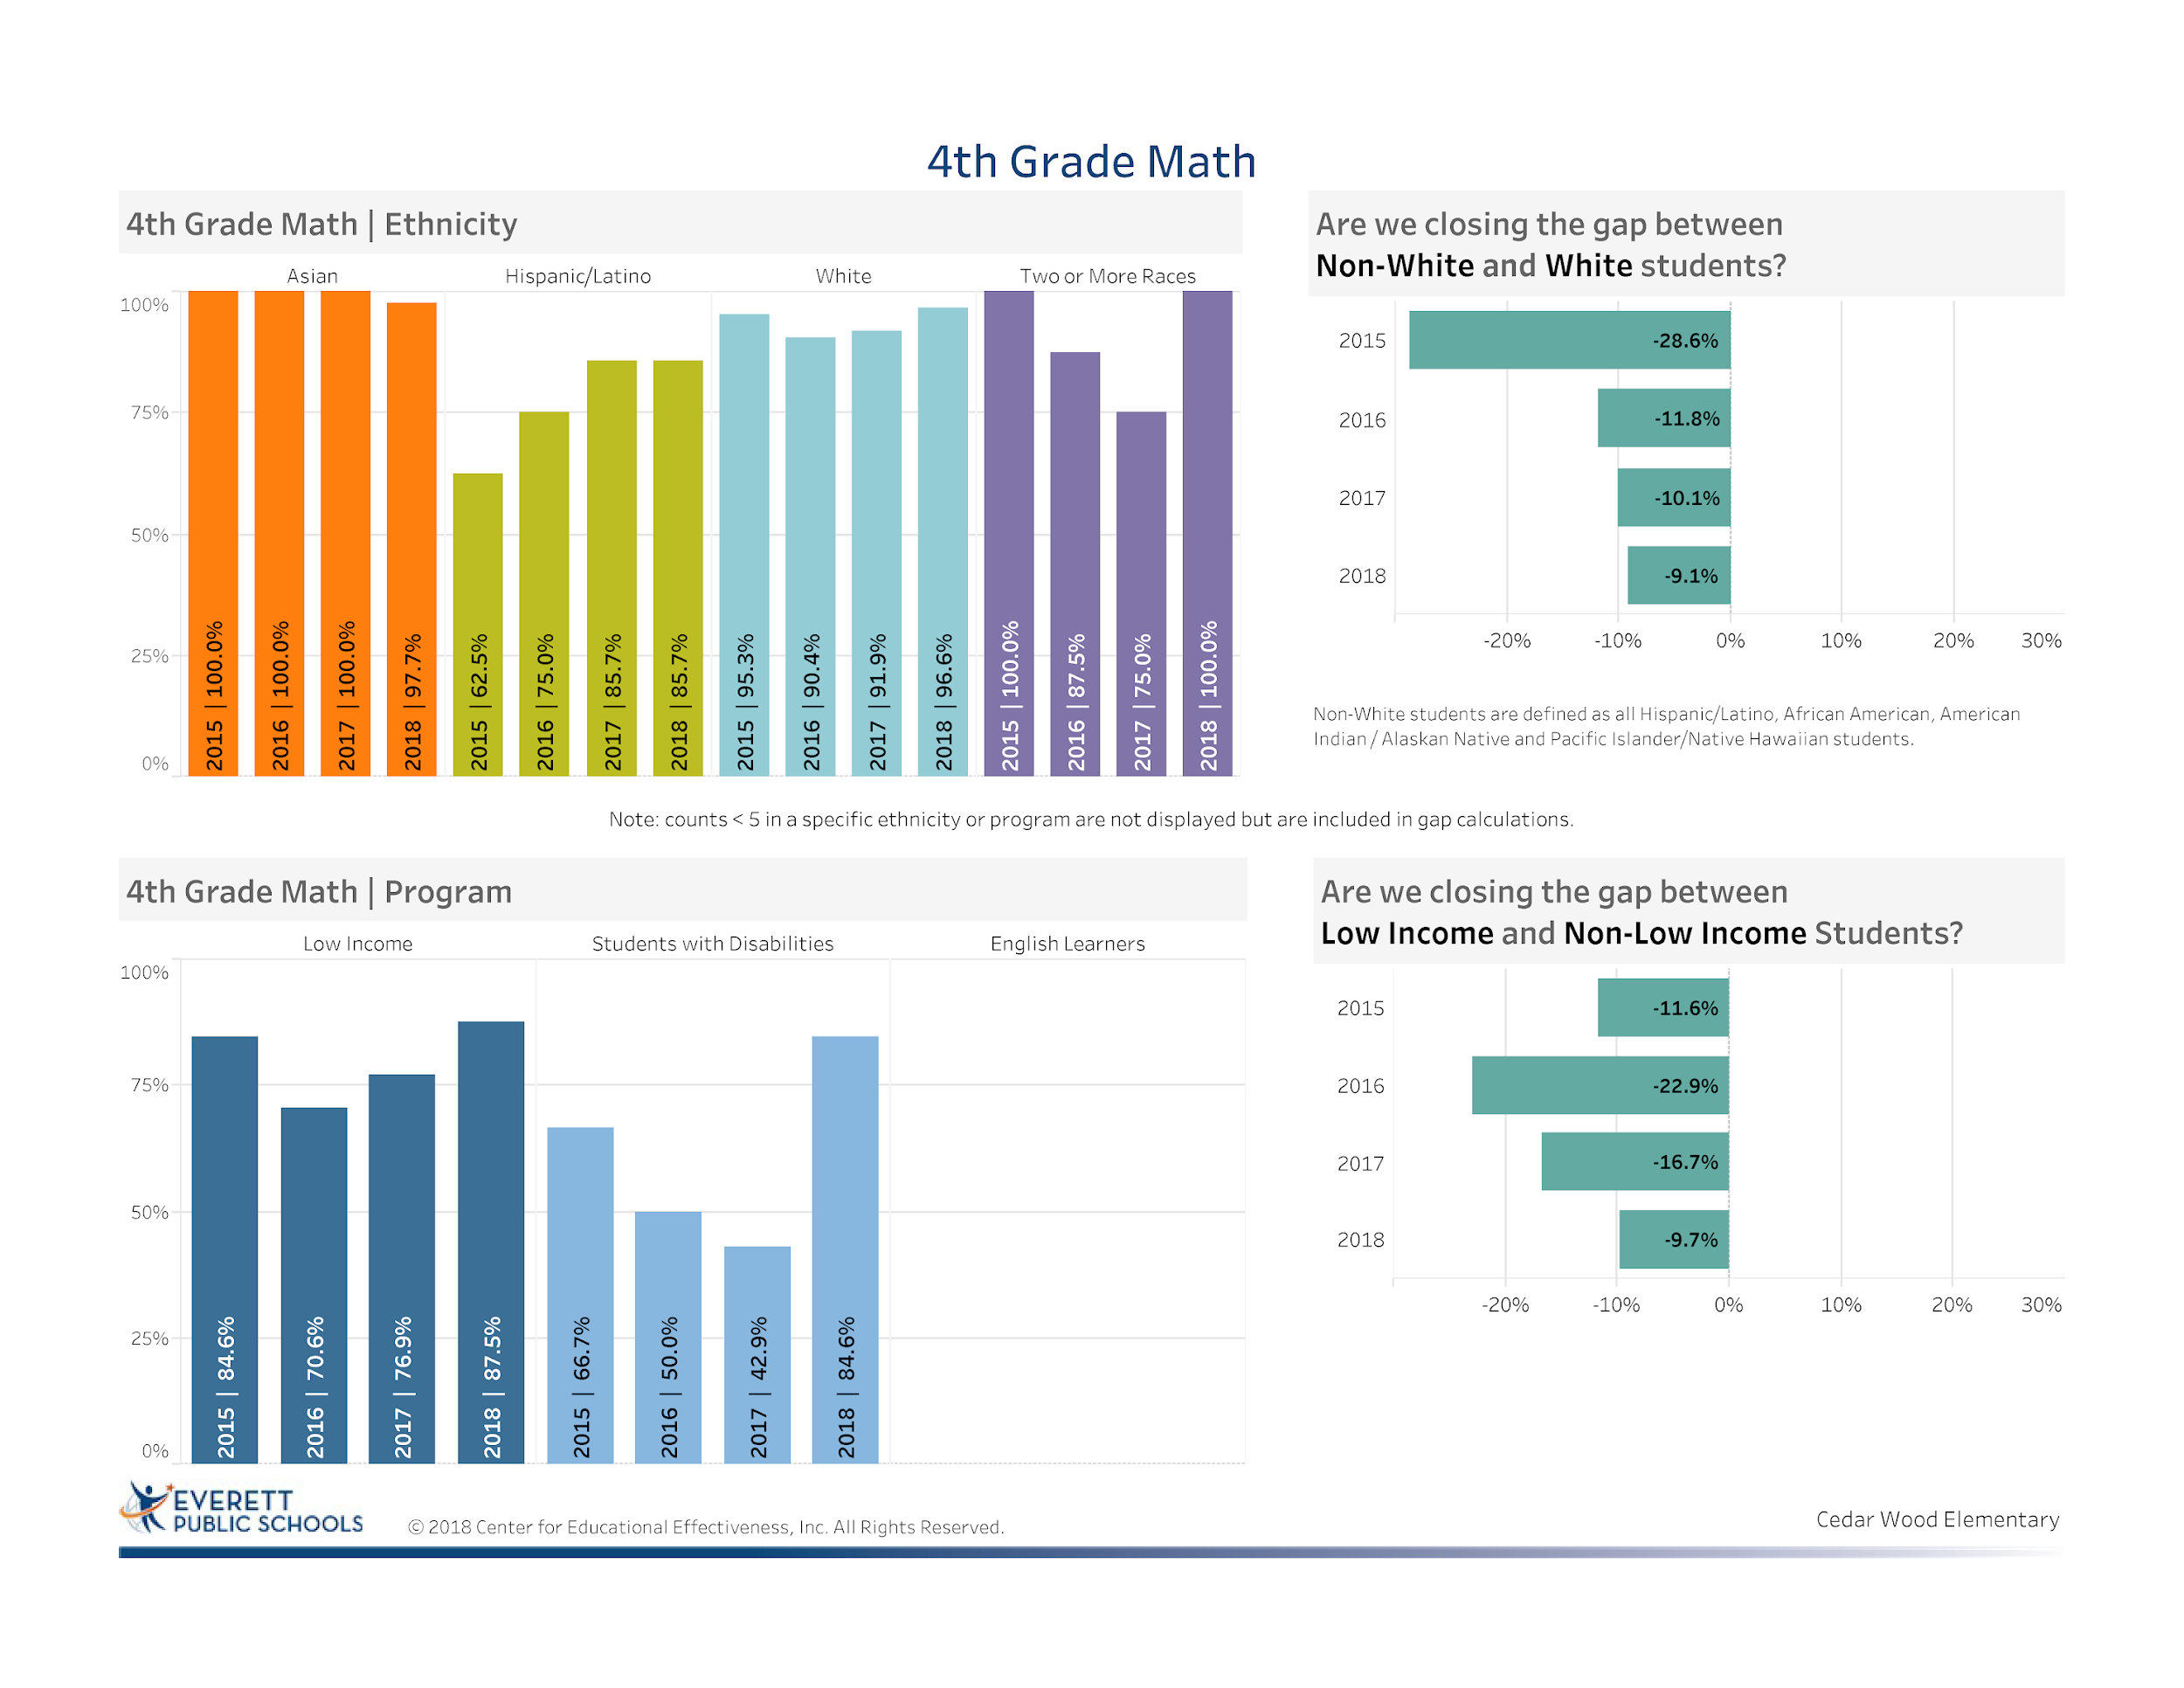 4th Grade Math
4th Grade Math | Ethnicity
Asian
Hispanic/Latino
White
Two or More Races
100%
75%
50%
25%
0%
2015 | 100.0%
2016 | 100.0%
2017 | 100.0%
2018 | 97.7%
2015 | 62.5%
2016 | 75.0%
2017 | 85.7%
2018 | 85.7%
2015 | 95.3%
2016 | 90.4%
2017 | 91.9%
2018 | 96.6%
2015 | 100.0%
2016 | 87.5%
2017 | 75.0%
2018 | 100.0%
Are we closing the gap between
Non-White and White students?
2015
-28.6%
2016
-11.8%
2017
-10.1%
2018
-9.1%
-20%
-10%
0%
10%
20%
30%
Non-White students are defined as all Hispanic/Latino, African American, American
Indian / Alaskan Native and Pacific Islander/Native Hawaiian students.
Note: counts < 5 in a specific ethnicity or program are not displayed but are included in gap calculations.
4th Grade Math | Program
Low Income
Students with Disabilities
English Learners
100%
75%
50%
25%
0%
2015 | 84.6%
2016 | 70.6%
2017 | 76.9%
2018 | 87.5%
2015 | 66.7%
2016 | 50.0%
2017 | 42.9%
2018 | 84.6%
Are we closing the gap between
Low Income and Non-Low Income Students?
2015
-11.6%
2016
-22.9%
2017
-16.7%
2018
-9.7%
-20%
-10%
0%
10%
20%
30%
EVERETT
PUBLIC SCHOOLS
© 2018 Center for Educational Effectiveness, Inc. All Rights Reserved.
Cedar Wood Elementary